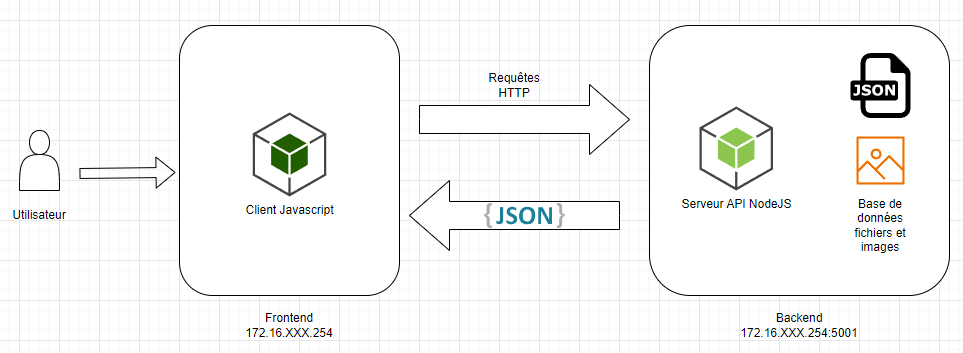 Utilisateur
Client Javascript
Frontend
172.16.XXX.254
Requêtes
HTTP
{JSON}
Serveur API NodeJS
JSON
Base de
données
fichiers et
images
Backend
172.16.XXX.254:5001